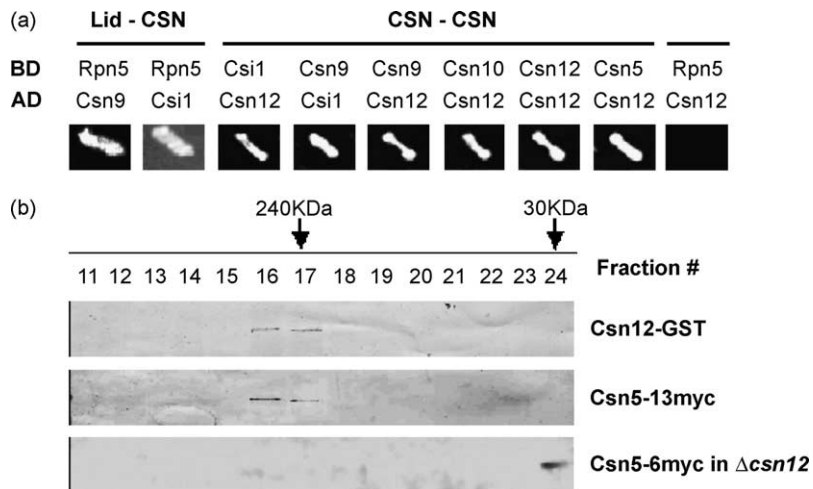 (a) Lid - CSN CSN - CSN
BD Rpn5 Rpn5 Csi1 Csn9 Csn9 Csn10 Csn12 Csn5 Rpn5
AD Csn9 Csi1 Csn12 Csi1 Csn12 Csn12 Csn12 Csn12 Csn12
(b) 240KDa 30KDa
11 12 13 14 15 16 17 18 19 20 21 22 23 24 Fraction #
Csn12-GST
Csn5-13myc
Csn5-6myc in Δcsn12